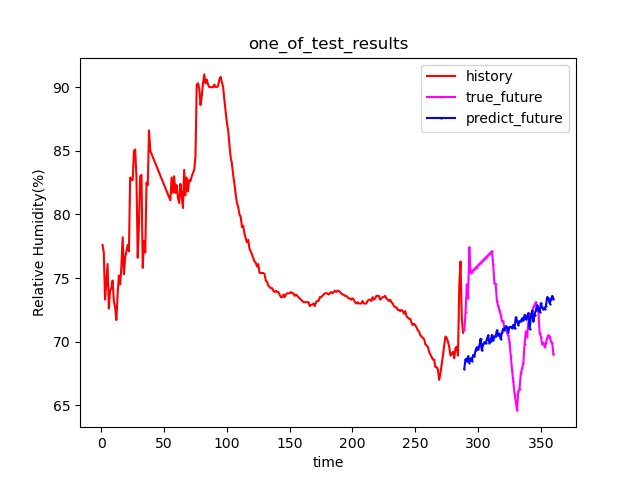 one_of_test_results
history
true_future
predict_future
Relative Humidity(%)
90
85
80
75
70
65
0
50
100
150
200
250
300
350
time